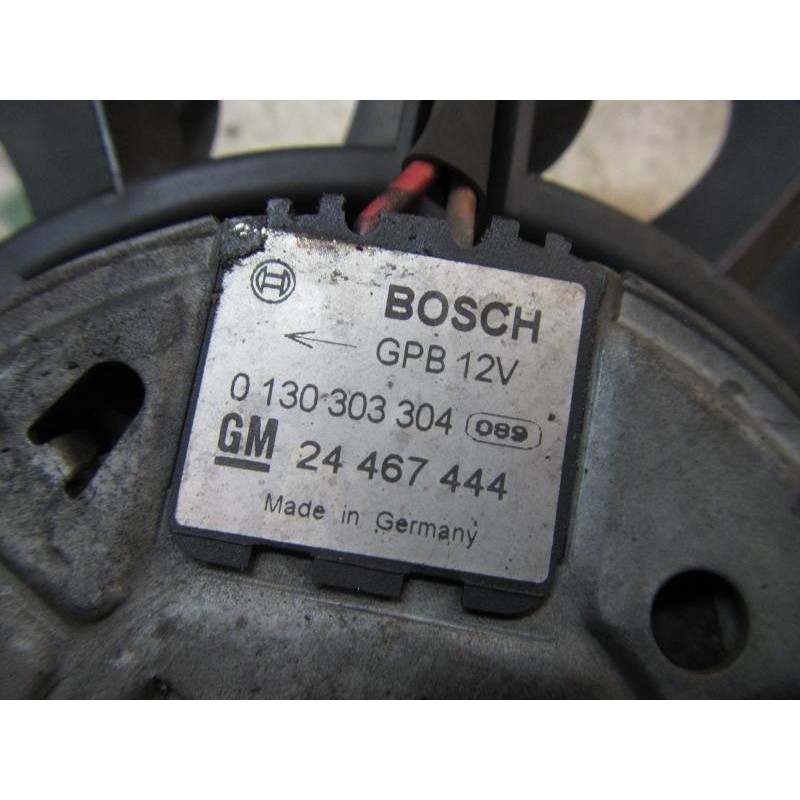 BOSCH
← GPB 12V
0 130 303 304 089
GM 24 467 444
Made in Germany